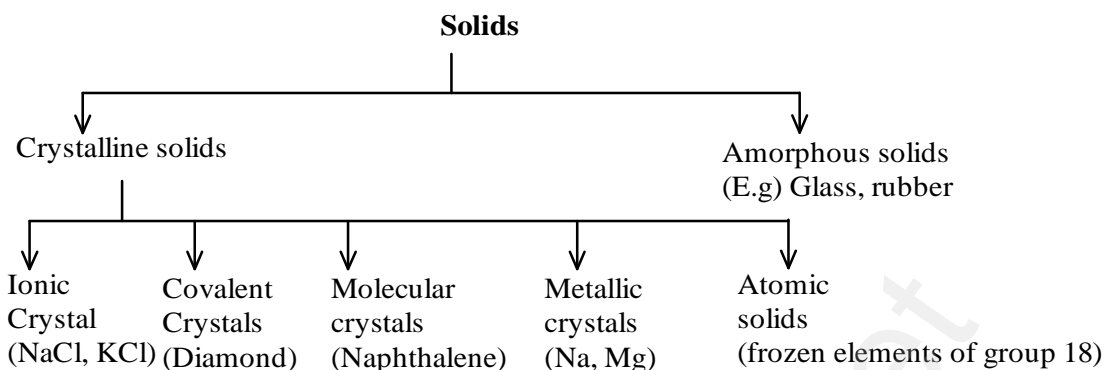 Solids
Crystalline solids
Amorphous solids
(E.g) Glass, rubber
Ionic
Crystal
(NaCl, KCl)
Covalent
Crystals
(Diamond)
Molecular
crystals
(Naphthalene)
Metallic
crystals
(Na, Mg)
Atomic
solids
(frozen elements of group 18)